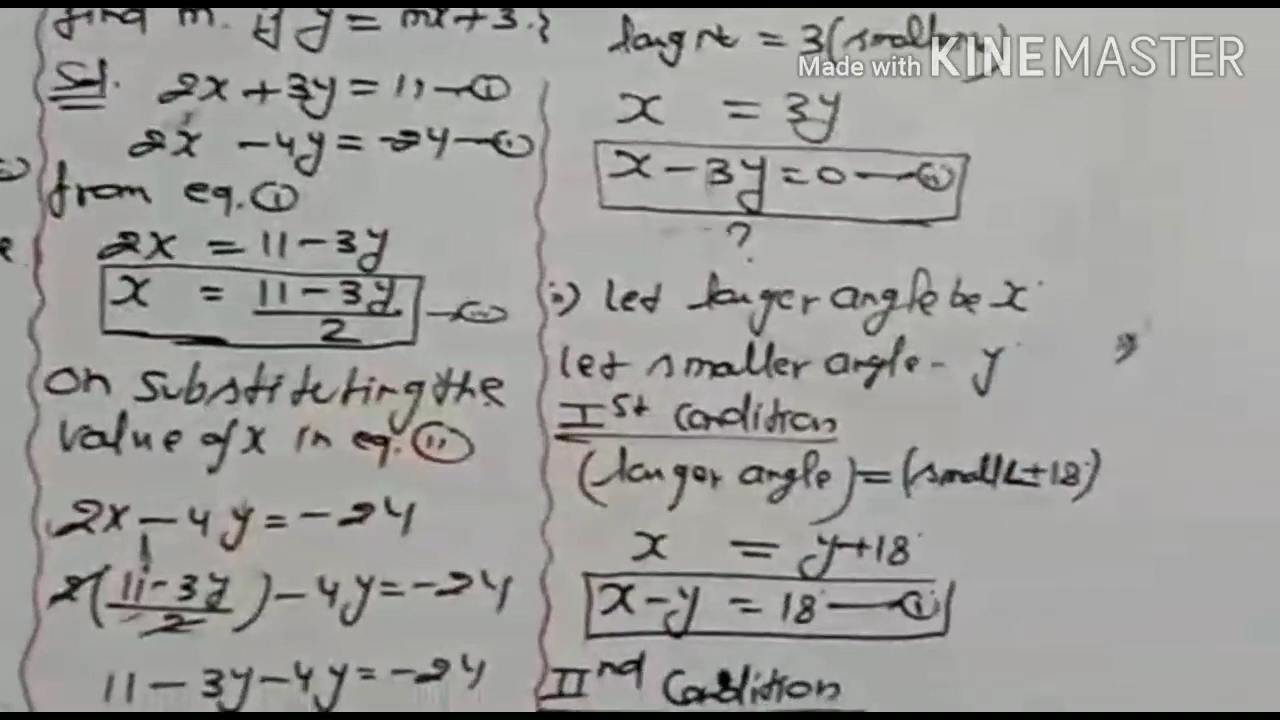 find m. if y = mx + 3.}
Sol. 2x + 3y = 11 — ①
2x - 4y = -24 — ⑪
from eq. ①
2x = 11 - 3y
x = 11 - 3y / 2
on substituting the
value of x in eq. ⑪
2x - 4y = -24
2(11 - 3y / 2) - 4y = -24
11 - 3y - 4y = -24
Made with KINEMASTER
= 3(
x = 3y
x - 3y = 0 — ⑪
?
ii) Let larger angle be x
let smaller angle - y
Ist condition
(larger angle) = (small∠ + 18)
x = y + 18
x - y = 18 — ①
IInd Condition